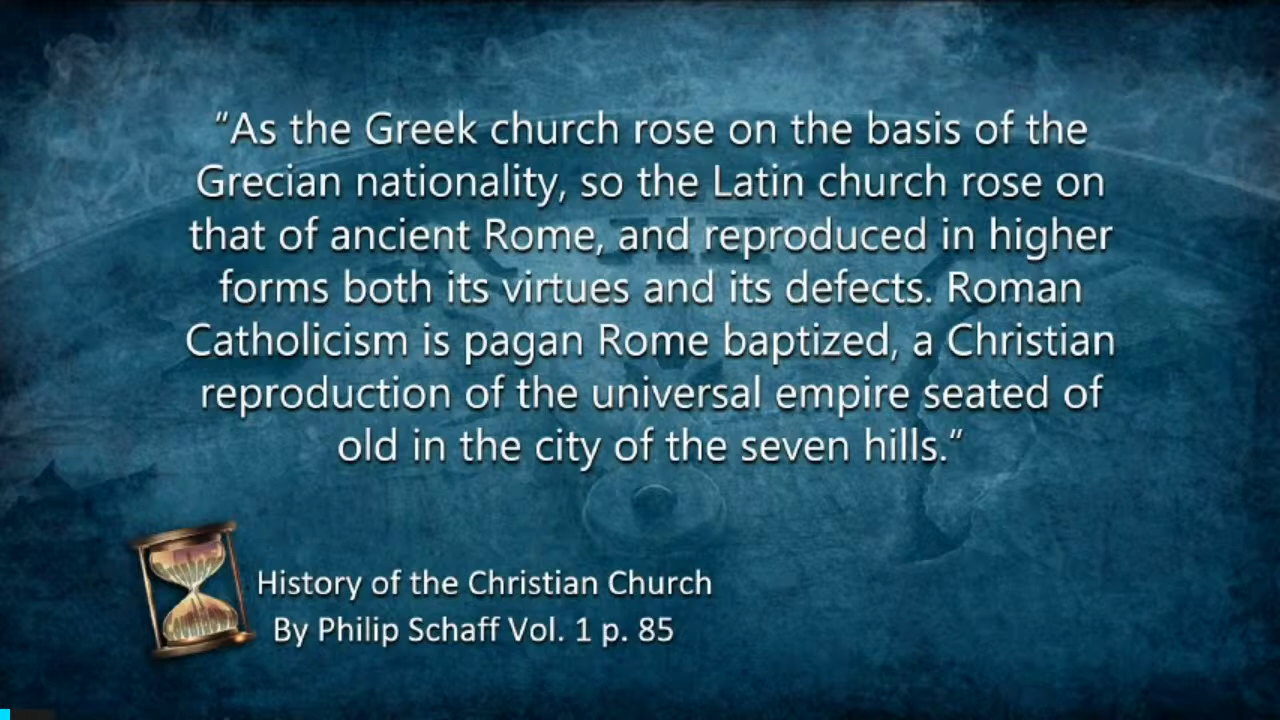 “As the Greek church rose on the basis of the
Grecian nationality, so the Latin church rose on
that of ancient Rome, and reproduced in higher
forms both its virtues and its defects. Roman
Catholicism is pagan Rome baptized, a Christian
reproduction of the universal empire seated of
old in the city of the seven hills.”
History of the Christian Church
By Philip Schaff Vol. 1 p. 85